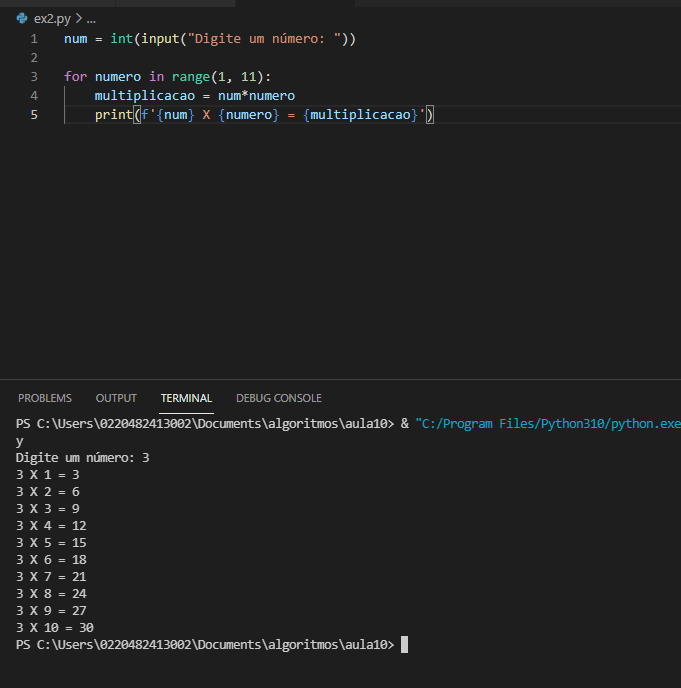 ex2.py > ...
1 num = int(input("Digite um número: "))
2
3 for numero in range(1, 11):
4 multiplicacao = num*numero
5 print(f'{num} X {numero} = {multiplicacao}')
PROBLEMS OUTPUT TERMINAL DEBUG CONSOLE
PS C:\Users\0220482413002\Documents\algoritmos\aula10> & "C:/Program Files/Python310/python.exe
y
Digite um número: 3
3 X 1 = 3
3 X 2 = 6
3 X 3 = 9
3 X 4 = 12
3 X 5 = 15
3 X 6 = 18
3 X 7 = 21
3 X 8 = 24
3 X 9 = 27
3 X 10 = 30
PS C:\Users\0220482413002\Documents\algoritmos\aula10>